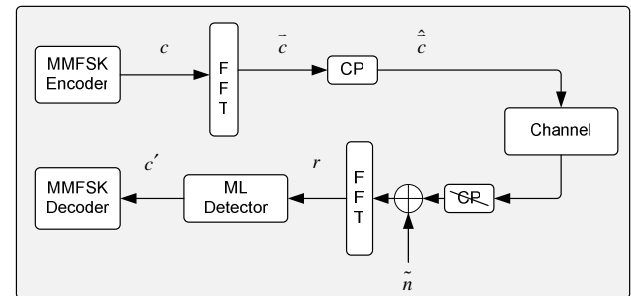 MMFSK
Encoder
c
F
F
T
c̄
CP
c̄̂
Channel
CP
ñ
F
F
T
r
ML
Detector
c′
MMFSK
Decoder